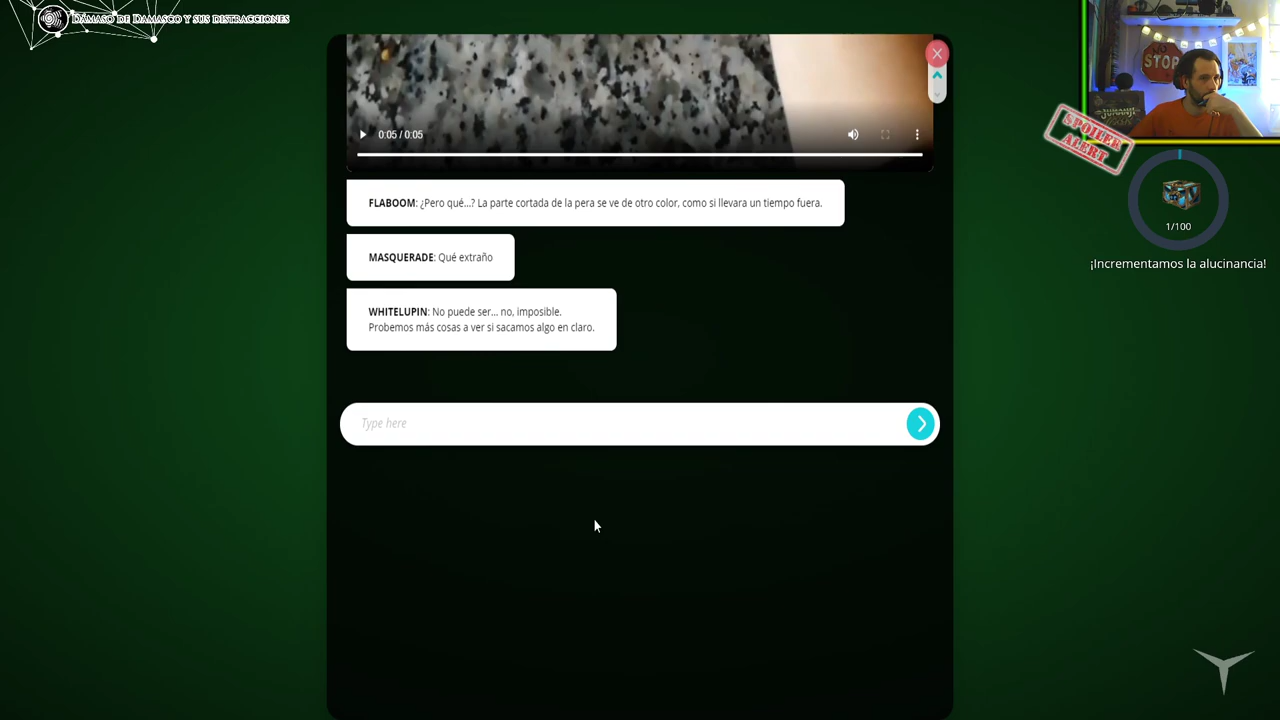 DÁMASO DE DAMASCO Y SUS DISTRACCIONES
STOP
JUMANJI
SPOILER
ALERT
1/100
¡Incrementamos la alucinancia!
0:05 / 0:05
FLABOOM: ¿Pero qué...? La parte cortada de la pera se ve de otro color, como si llevara un tiempo fuera.
MASQUERADE: Qué extraño
WHITELUPIN: No puede ser... no, imposible.
Probemos más cosas a ver si sacamos algo en claro.
Type here